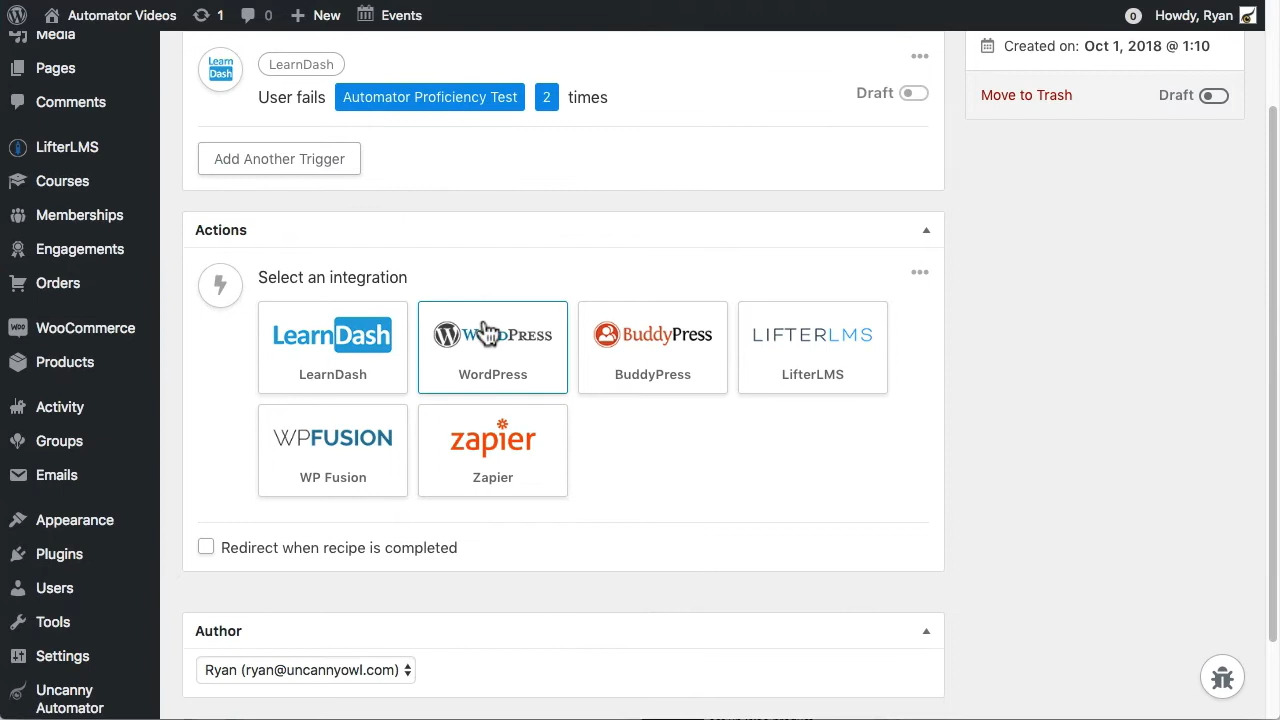 Automator Videos 1 0 New Events 0 Howdy, Ryan
Media
Pages
Comments
LifterLMS
Courses
Memberships
Engagements
Orders
WooCommerce
Products
Activity
Groups
Emails
Appearance
Plugins
Users
Tools
Settings
Uncanny
Automator
Learn
Dash
LearnDash
User fails Automator Proficiency Test 2 times
Draft
Add Another Trigger
Created on: Oct 1, 2018 @ 1:10
Move to Trash Draft
Actions
Select an integration
LearnDash
LearnDash
WORDPRESS
WordPress
BuddyPress
BuddyPress
LIFTERLMS
LifterLMS
WPFUSION
WP Fusion
zapier
Zapier
Redirect when recipe is completed
Author
Ryan (ryan@uncannyowl.com)